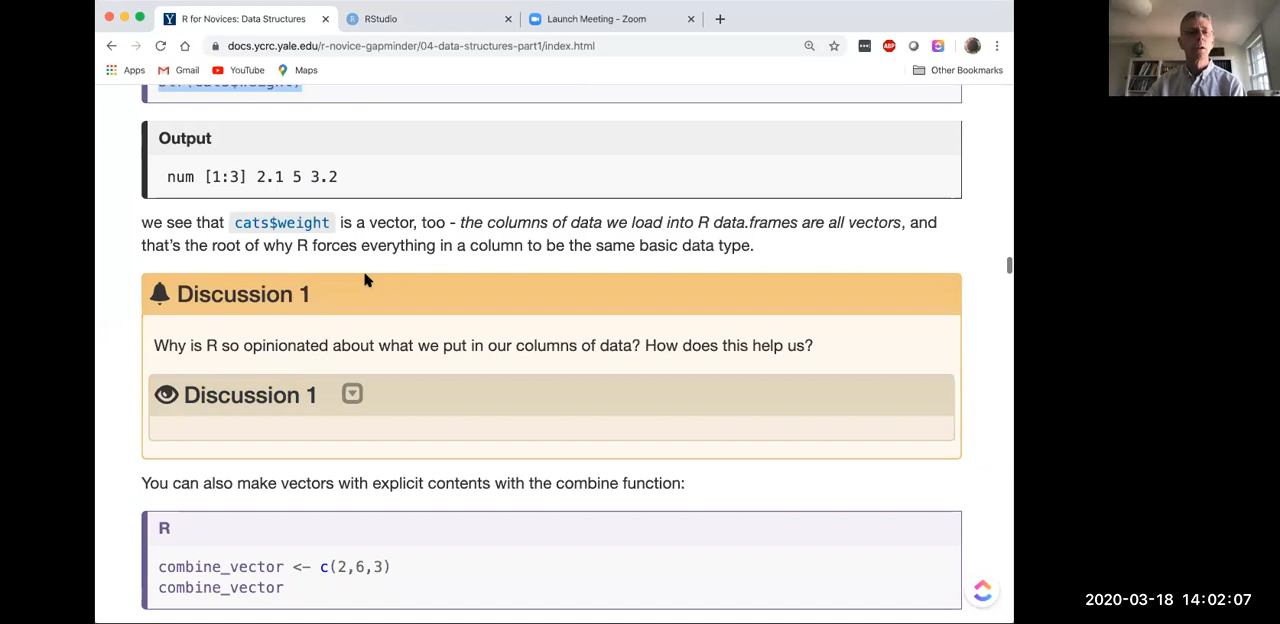 R for Novices: Data Structures
RStudio
Launch Meeting - Zoom
docs.ycrc.yale.edu/r-novice-gapminder/04-data-structures-part1/index.html
ABP
Apps
Gmail
YouTube
Maps
Other Bookmarks
str(cats$weight)
Output
num [1:3] 2.1 5 3.2
we see that cats$weight is a vector, too - the columns of data we load into R data.frames are all vectors, and
that's the root of why R forces everything in a column to be the same basic data type.
Discussion 1
Why is R so opinionated about what we put in our columns of data? How does this help us?
Discussion 1
You can also make vectors with explicit contents with the combine function:
R
combine_vector <- c(2,6,3)
combine_vector
2020-03-18 14:02:07